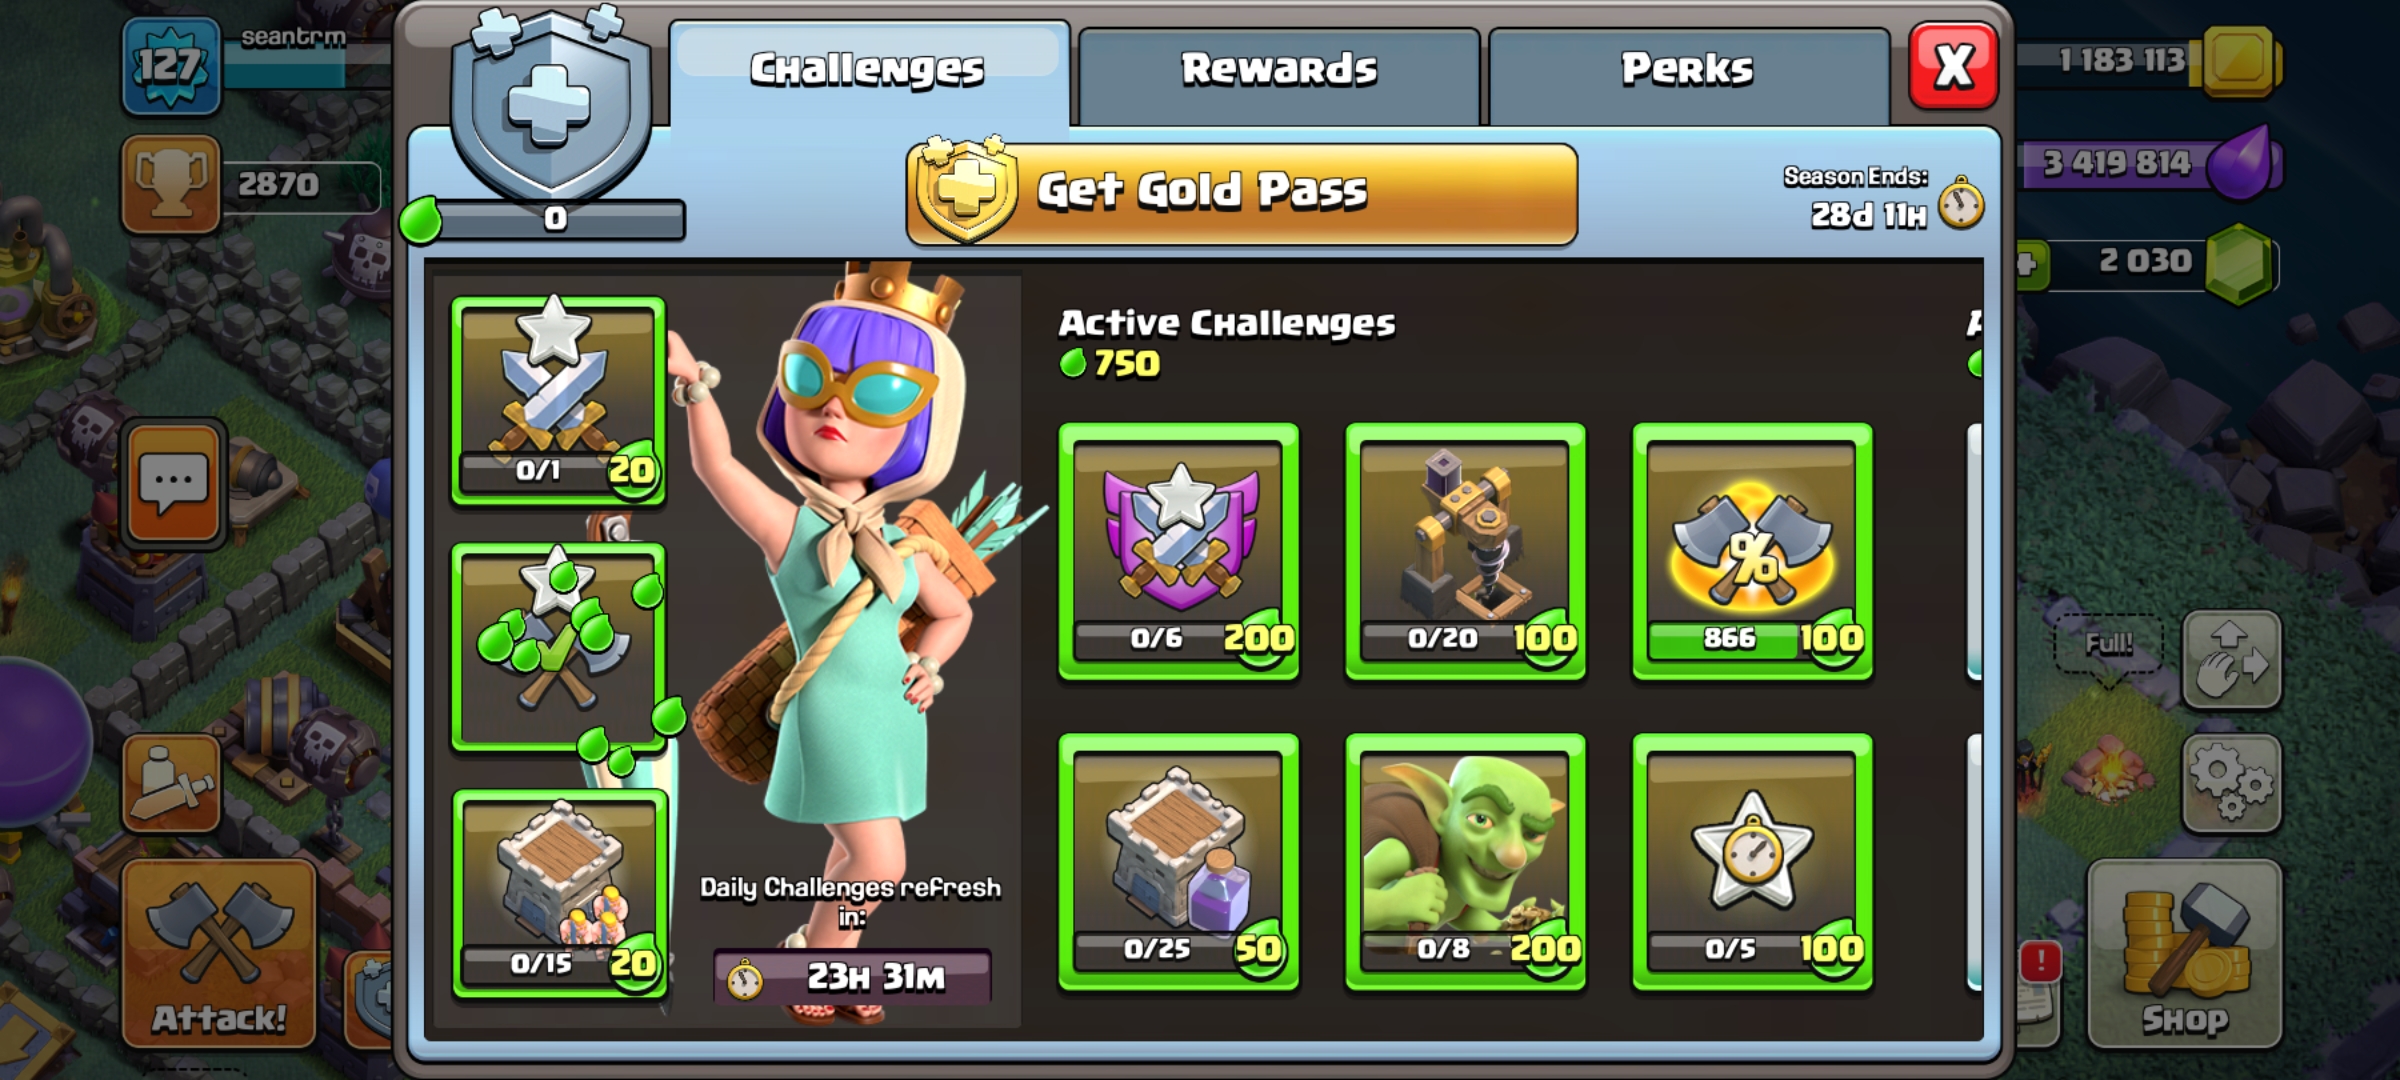 127
seantrm
2870
Attack!
Challenges
Rewards
Perks
X
0
Get Gold Pass
Season Ends:
28d 11H
1 183 113
3 419 814
2 030
0/1
20
0/15
20
Daily Challenges refresh
in:
23H 31M
Active Challenges
750
0/6
200
0/20
100
%
866
100
0/25
50
0/8
200
0/5
100
Full!
!
Shop